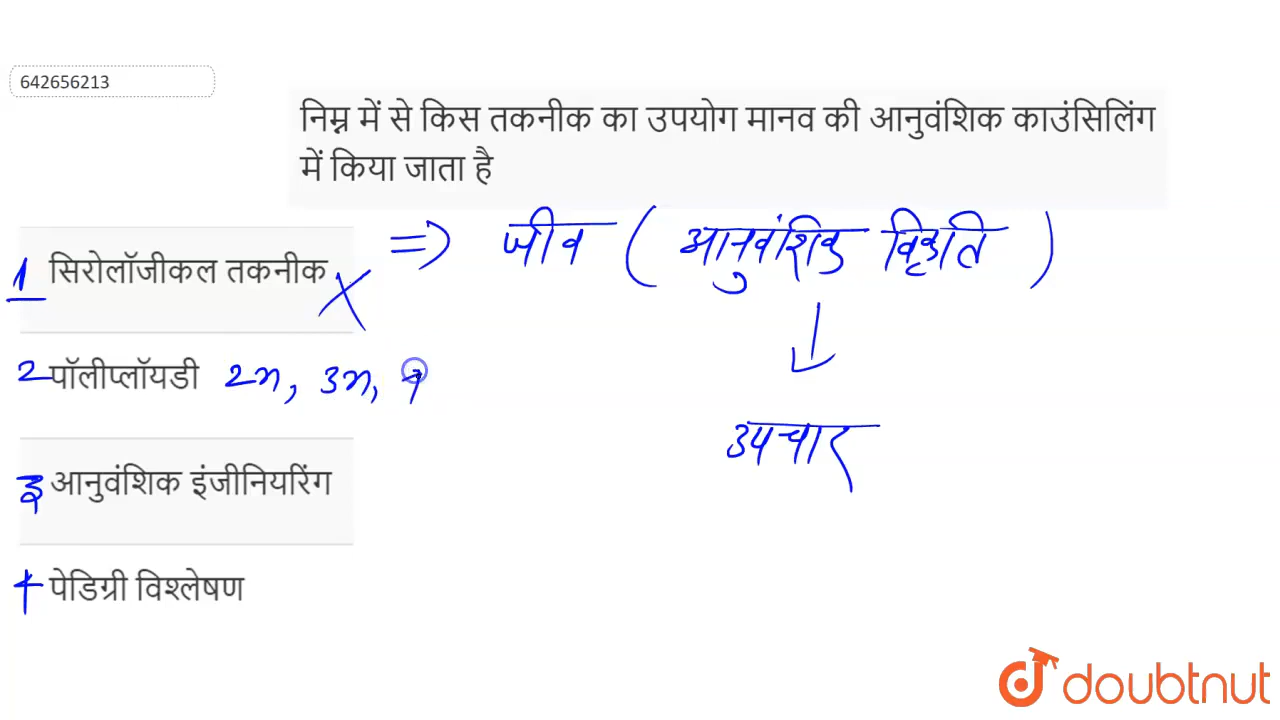 642656213
निम्न में से किस तकनीक का उपयोग मानव की आनुवंशिक काउंसिलिंग
में किया जाता है
⇒ जीव ( आनुवंशिक विकृति )
1 सिरोलॉजीकल तकनीक X
↓
2 पॉलीप्लॉयडी 2n, 3n, 4
उपचार
3 आनुवंशिक इंजीनियरिंग
4 पेडिग्री विश्लेषण
doubtnut